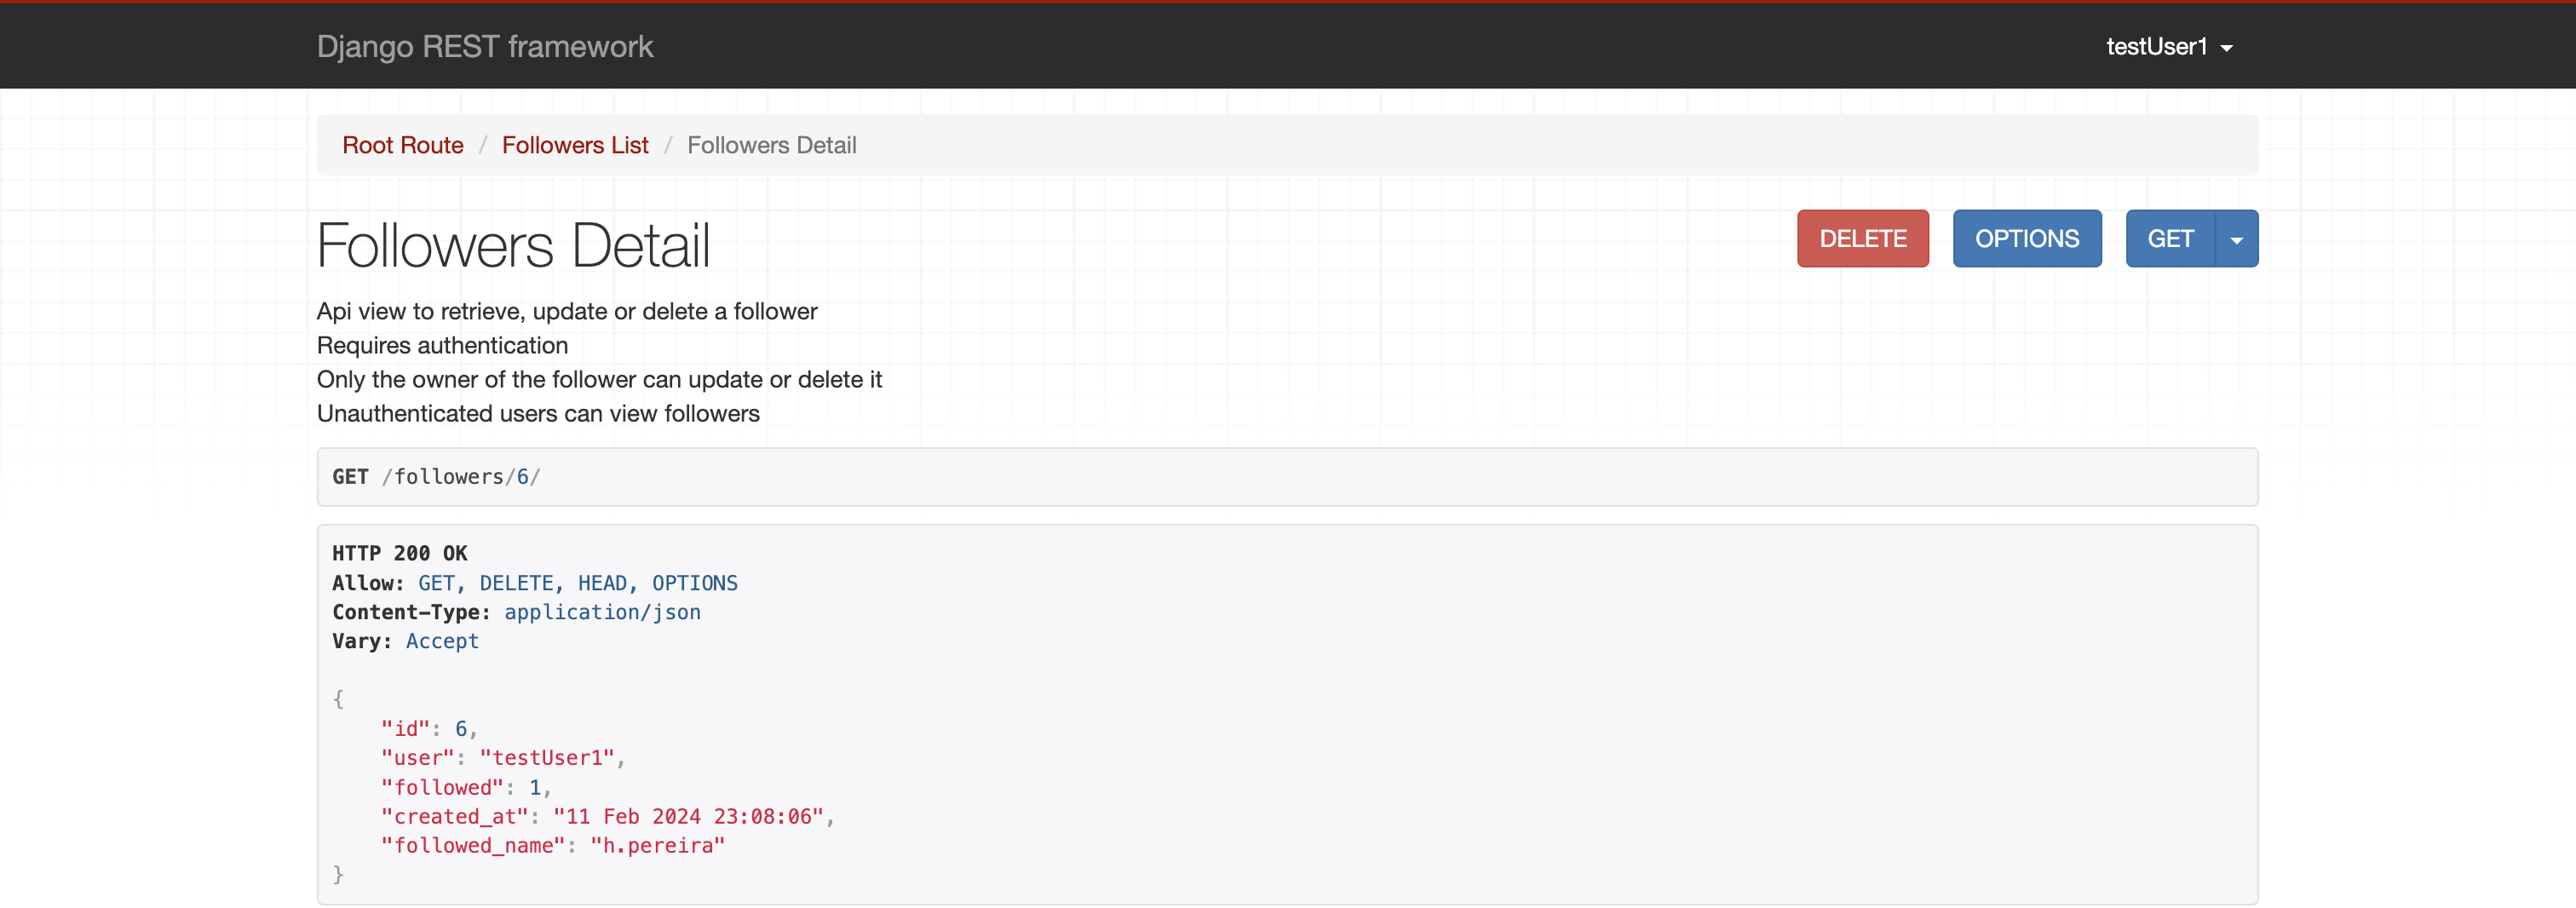 Django REST framework
testUser1
Root Route / Followers List / Followers Detail
Followers Detail
DELETE
OPTIONS
GET
Api view to retrieve, update or delete a follower
Requires authentication
Only the owner of the follower can update or delete it
Unauthenticated users can view followers
GET /followers/6/
HTTP 200 OK
Allow: GET, DELETE, HEAD, OPTIONS
Content-Type: application/json
Vary: Accept
{
    "id": 6,
    "user": "testUser1",
    "followed": 1,
    "created_at": "11 Feb 2024 23:08:06",
    "followed_name": "h.pereira"
}